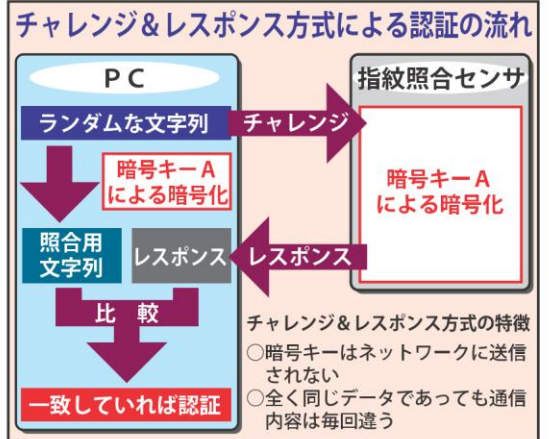 チャレンジ&レスポンス方式による認証の流れ
PC
指紋照合センサ
ランダムな文字列
チャレンジ
暗号キーA
による暗号化
暗号キーA
による暗号化
照合用
文字列
レスポンス
レスポンス
比較
一致していれば認証
チャレンジ&レスポンス方式の特徴
○暗号キーはネットワークに送信
されない
○全く同じデータであっても通信
内容は毎回違う